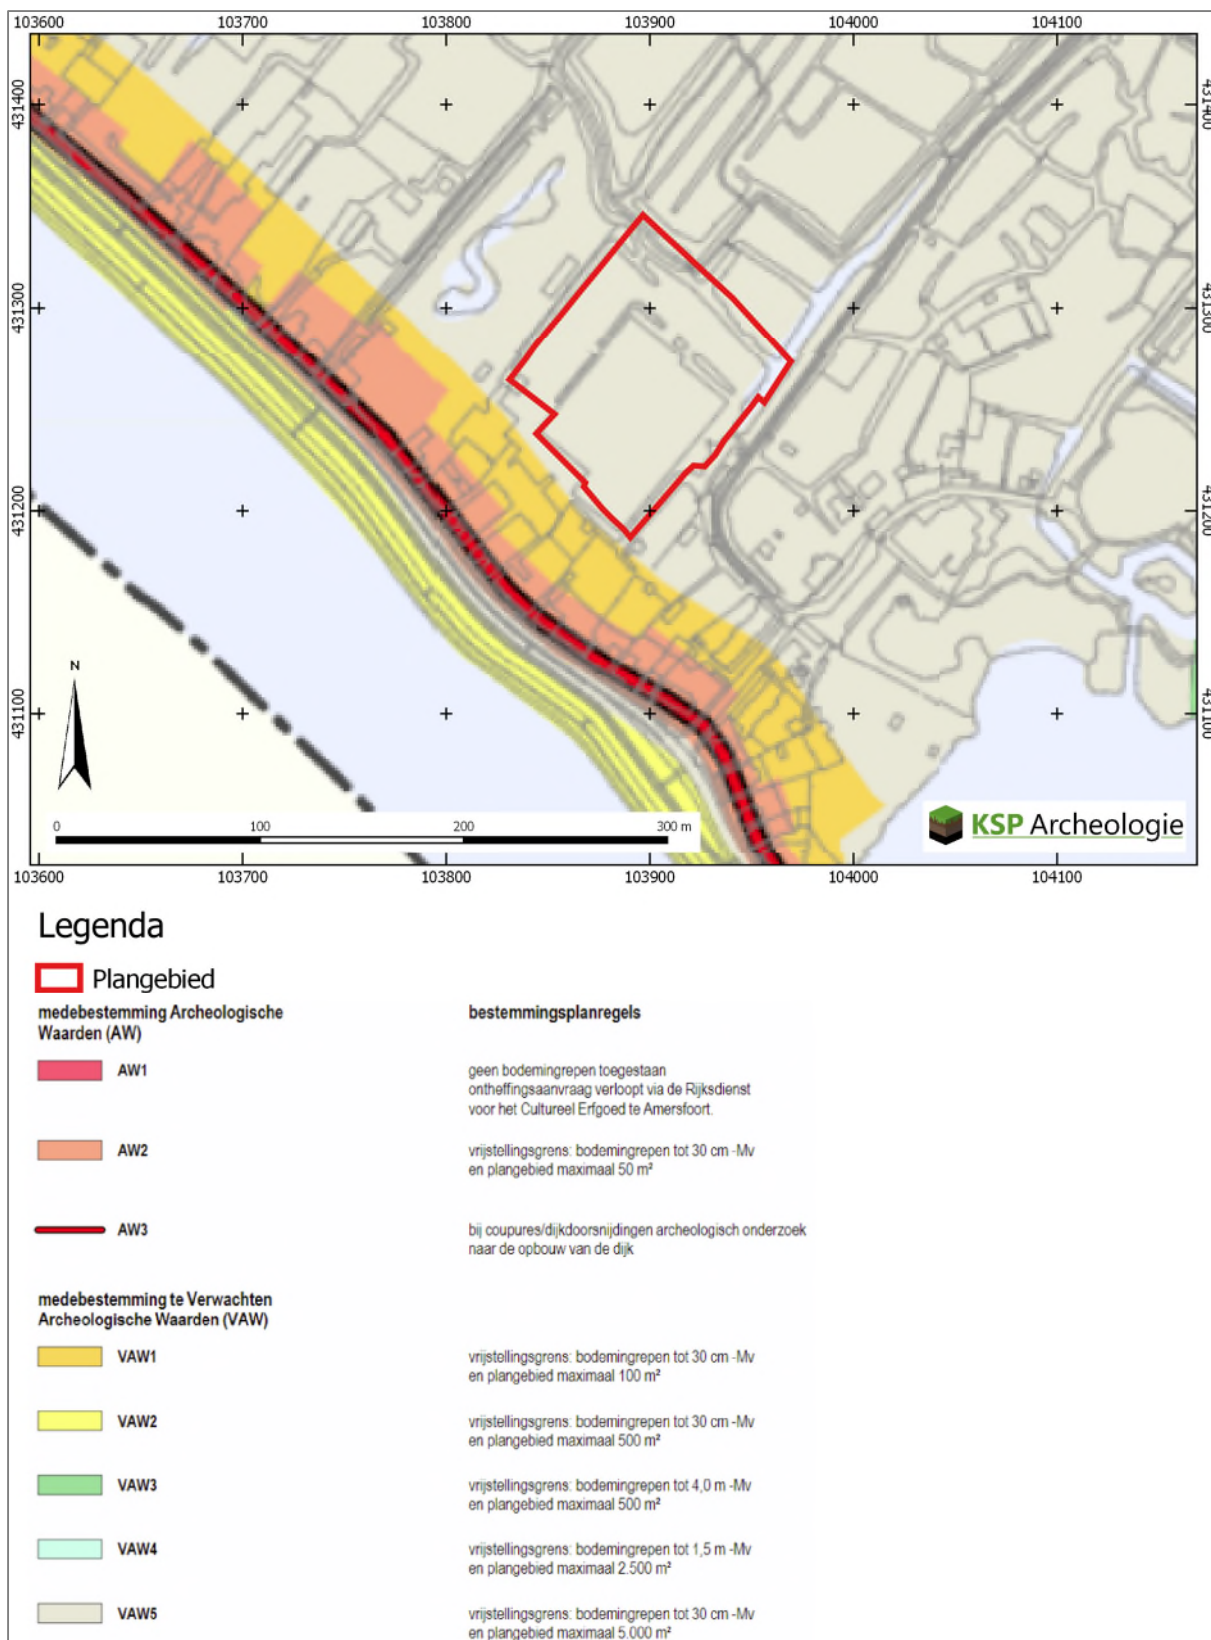 103600 103700 103800 103900 104000 104100
431400 431400
431300 431300
431200 431200
431100 431100
N
0 100 200 300 m
KSP Archeologie
103600 103700 103800 103900 104000 104100
Legenda
Plangebied
medebestemming Archeologische
Waarden (AW)
bestemmingsplanregels
AW1
geen bodemingrepen toegestaan
ontheffingsaanvraag verloopt via de Rijksdienst
voor het Cultureel Erfgoed te Amersfoort.
AW2
vrijstellingsgrens: bodemingrepen tot 30 cm -Mv
en plangebied maximaal 50 m²
AW3
bij coupures/dijkdoorsnijdingen archeologisch onderzoek
naar de opbouw van de dijk
medebestemming te Verwachten
Archeologische Waarden (VAW)
VAW1
vrijstellingsgrens: bodemingrepen tot 30 cm -Mv
en plangebied maximaal 100 m²
VAW2
vrijstellingsgrens: bodemingrepen tot 30 cm -Mv
en plangebied maximaal 500 m²
VAW3
vrijstellingsgrens: bodemingrepen tot 4,0 m -Mv
en plangebied maximaal 500 m²
VAW4
vrijstellingsgrens: bodemingrepen tot 1,5 m -Mv
en plangebied maximaal 2.500 m²
VAW5
vrijstellingsgrens: bodemingrepen tot 30 cm -Mv
en plangebied maximaal 5.000 m²